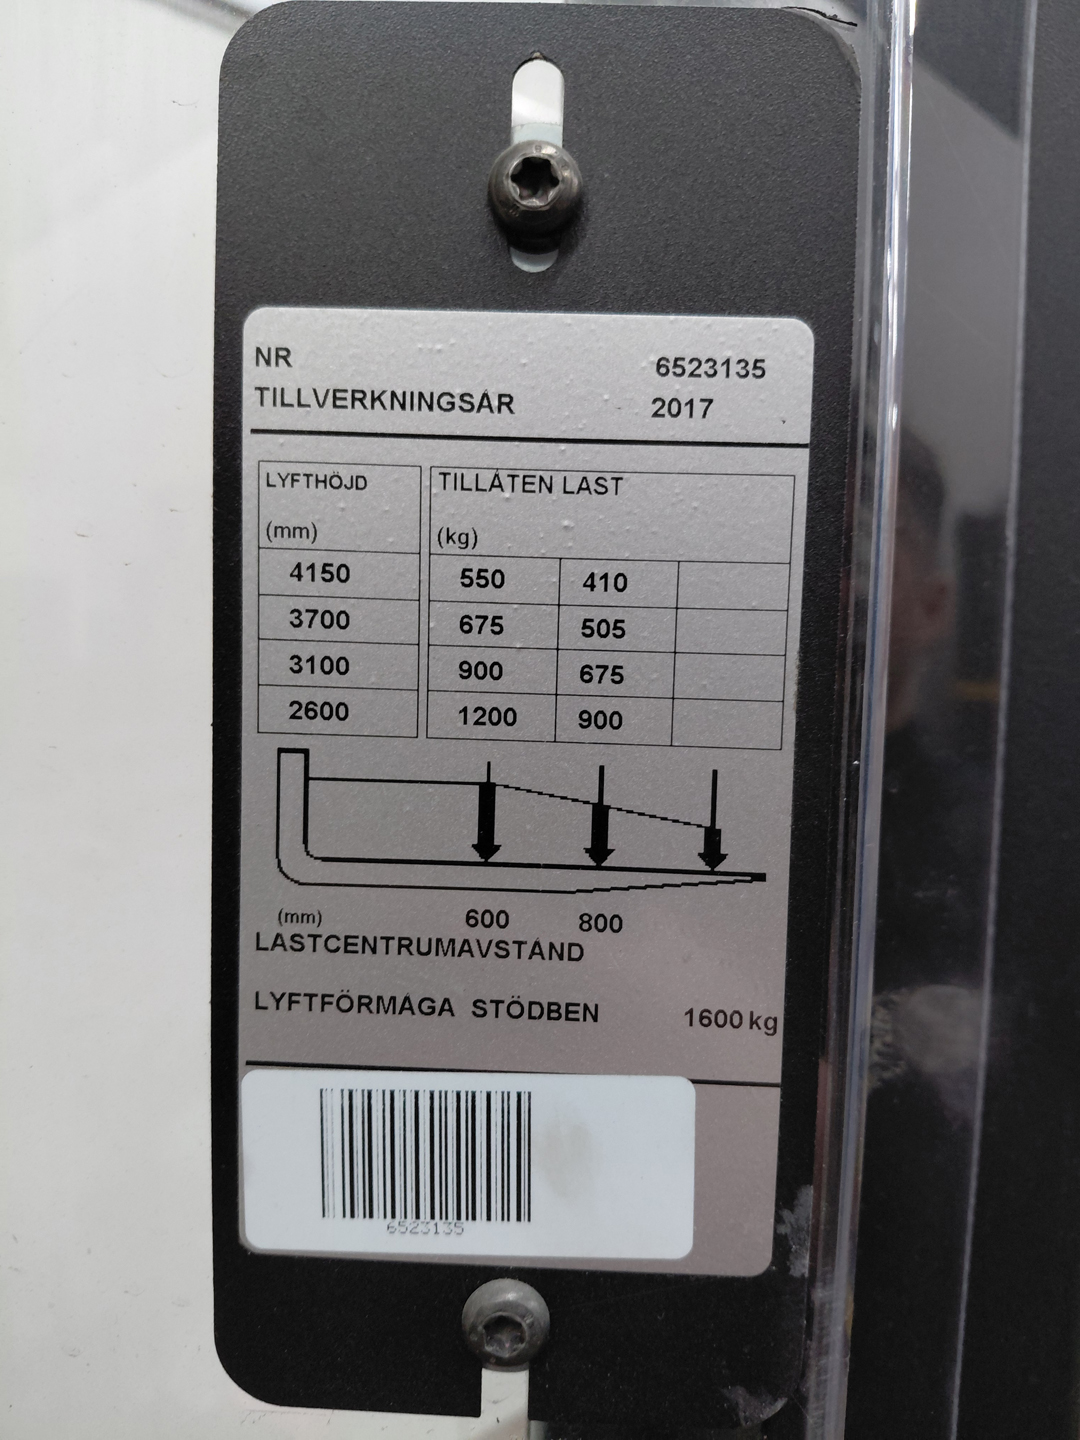 NR 6523135
TILLVERKNINGSÅR 2017
LYFTHÖJD TILLÅTEN LAST
(mm) (kg)
4150 550 410
3700 675 505
3100 900 675
2600 1200 900
(mm) 600 800
LASTCENTRUMAVSTÅND
LYFTFÖRMÅGA STÖDBEN 1600 kg
6523135